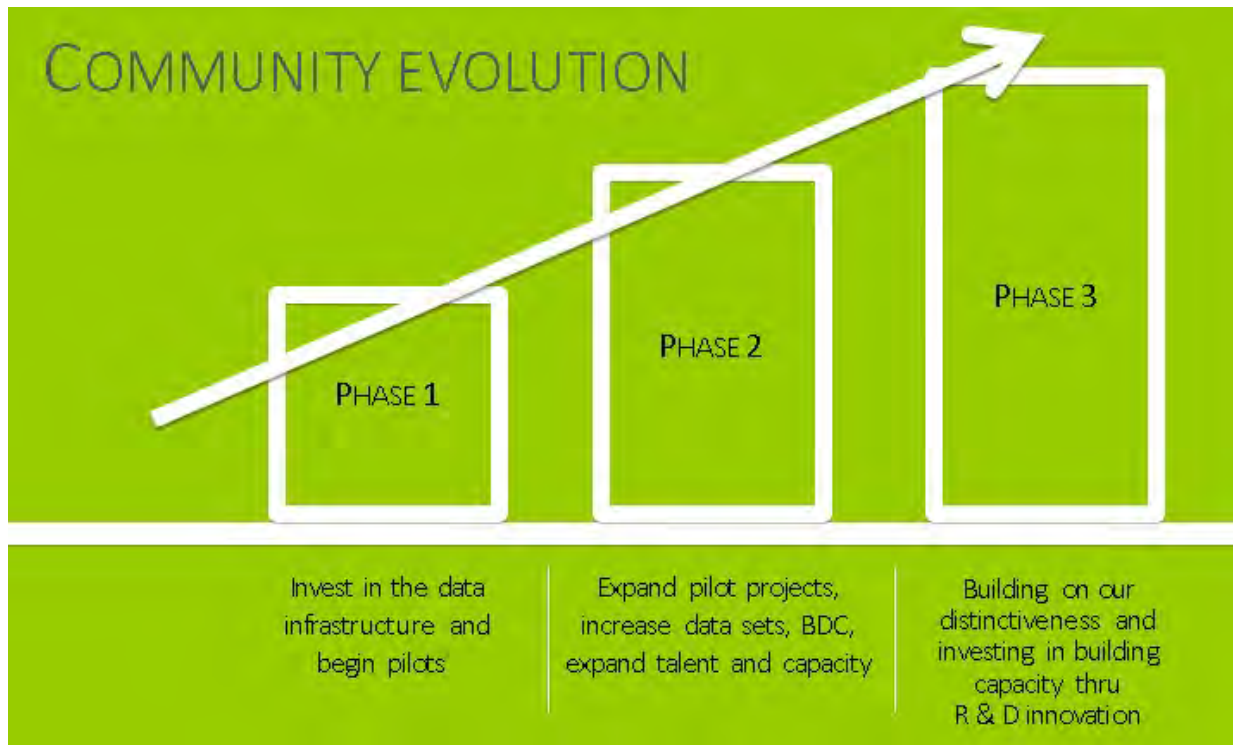 COMMUNITY EVOLUTION
PHASE 1
PHASE 2
PHASE 3
Invest in the data
infrastructure and
begin pilots
Expand pilot projects,
increase data sets, BDC,
expand talent and capacity
Building on our
distinctiveness and
investing in building
capacity thru
R & D innovation